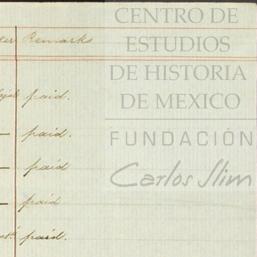 CENTRO DE
ESTUDIOS
DE HISTORIA
DE MEXICO
FUNDACIÓN
Carlos Slim
Remarks
paid.
paid.
paid
paid
paid.